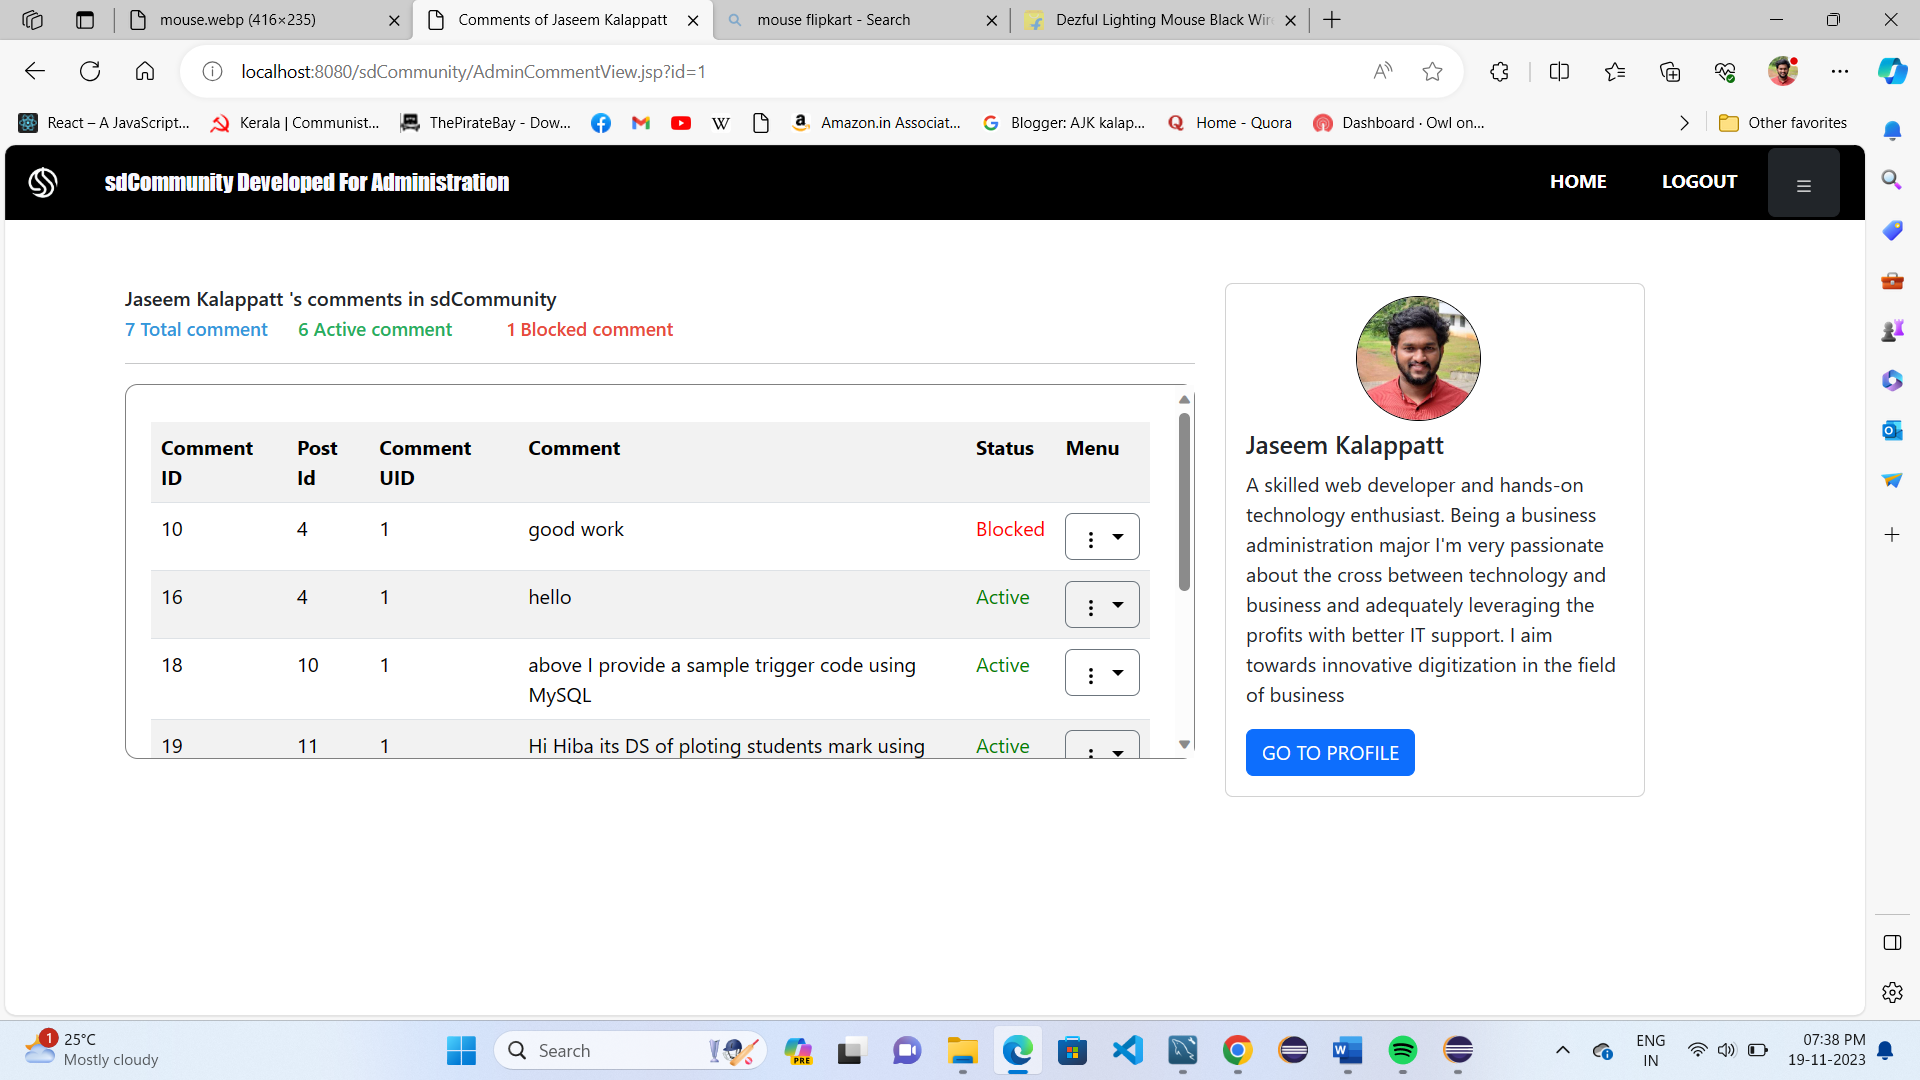 mouse.webp (416×235)
Comments of Jaseem Kalappatt
mouse flipkart - Search
Dezful Lighting Mouse Black Wir
localhost:8080/sdCommunity/AdminCommentView.jsp?id=1
React – A JavaScript...
Kerala | Communist...
ThePirateBay - Dow...
Amazon.in Associat...
Blogger: AJK kalap...
Home - Quora
Dashboard · Owl on...
Other favorites
sdCommunity Developed For Administration
HOME
LOGOUT
Jaseem Kalappatt 's comments in sdCommunity
7 Total comment
6 Active comment
1 Blocked comment
Comment ID
Post Id
Comment UID
Comment
Status
Menu
10 4 1 good work Blocked
16 4 1 hello Active
18 10 1 above I provide a sample trigger code using Active
MySQL
19 11 1 Hi Hiba its DS of ploting students mark using Active
Jaseem Kalappatt
A skilled web developer and hands-on
technology enthusiast. Being a business
administration major I'm very passionate
about the cross between technology and
business and adequately leveraging the
profits with better IT support. I aim
towards innovative digitization in the field
of business
GO TO PROFILE
1
25°C
Mostly cloudy
Search
PRE
ENG
IN
07:38 PM
19-11-2023